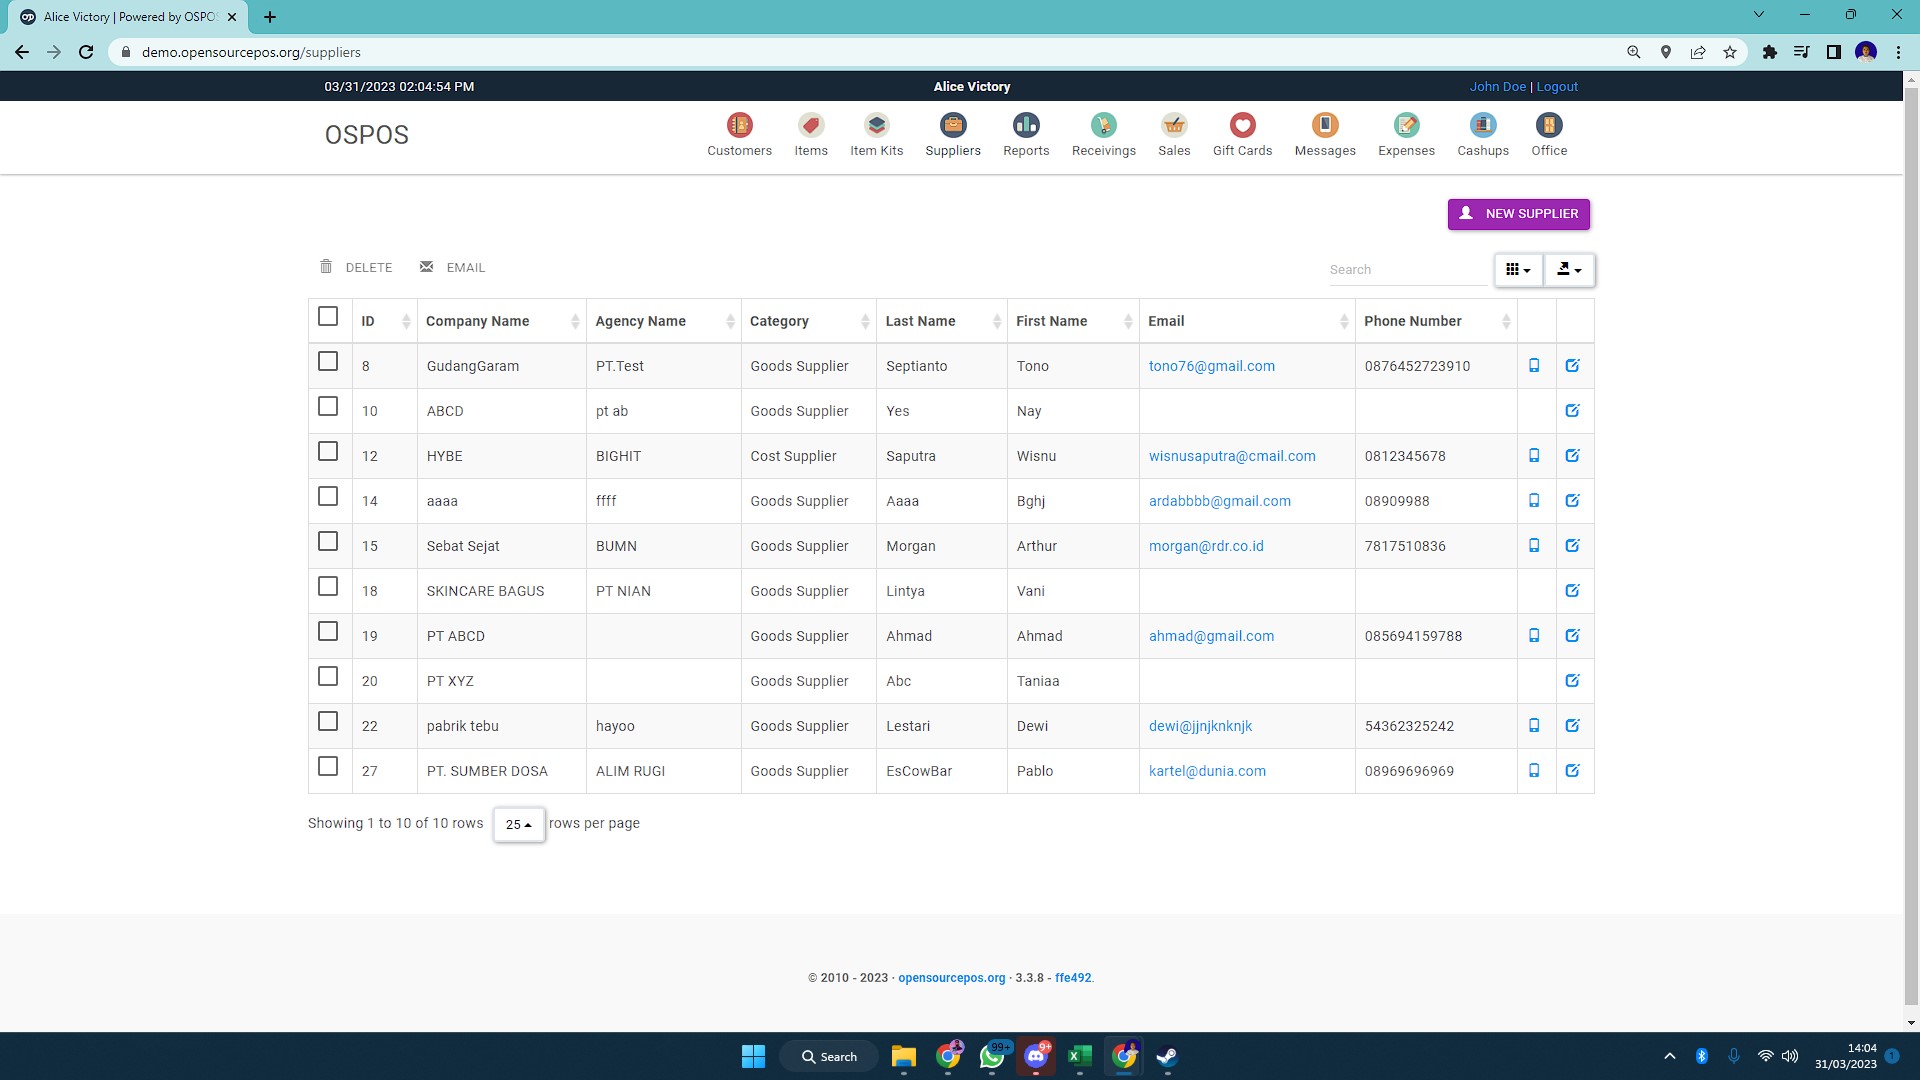 Alice Victory | Powered by OSPO
demo.opensourcepos.org/suppliers
03/31/2023 02:04:54 PM Alice Victory John Doe | Logout
OSPOS
Customers Items Item Kits Suppliers Reports Receivings Sales Gift Cards Messages Expenses Cashups Office
NEW SUPPLIER
DELETE EMAIL Search
ID Company Name Agency Name Category Last Name First Name Email Phone Number
8 GudangGaram PT.Test Goods Supplier Septianto Tono tono76@gmail.com 0876452723910
10 ABCD pt ab Goods Supplier Yes Nay
12 HYBE BIGHIT Cost Supplier Saputra Wisnu wisnusaputra@cmail.com 0812345678
14 aaaa ffff Goods Supplier Aaaa Bghj ardabbbb@gmail.com 08909988
15 Sebat Sejat BUMN Goods Supplier Morgan Arthur morgan@rdr.co.id 7817510836
18 SKINCARE BAGUS PT NIAN Goods Supplier Lintya Vani
19 PT ABCD Goods Supplier Ahmad Ahmad ahmad@gmail.com 085694159788
20 PT XYZ Goods Supplier Abc Taniaa
22 pabrik tebu hayoo Goods Supplier Lestari Dewi dewi@jjnjknknjk 54362325242
27 PT. SUMBER DOSA ALIM RUGI Goods Supplier EsCowBar Pablo kartel@dunia.com 08969696969
Showing 1 to 10 of 10 rows 25 rows per page
© 2010 - 2023 · opensourcepos.org · 3.3.8 - ffe492.
Search 99+ 9+ 14:04
31/03/2023 1